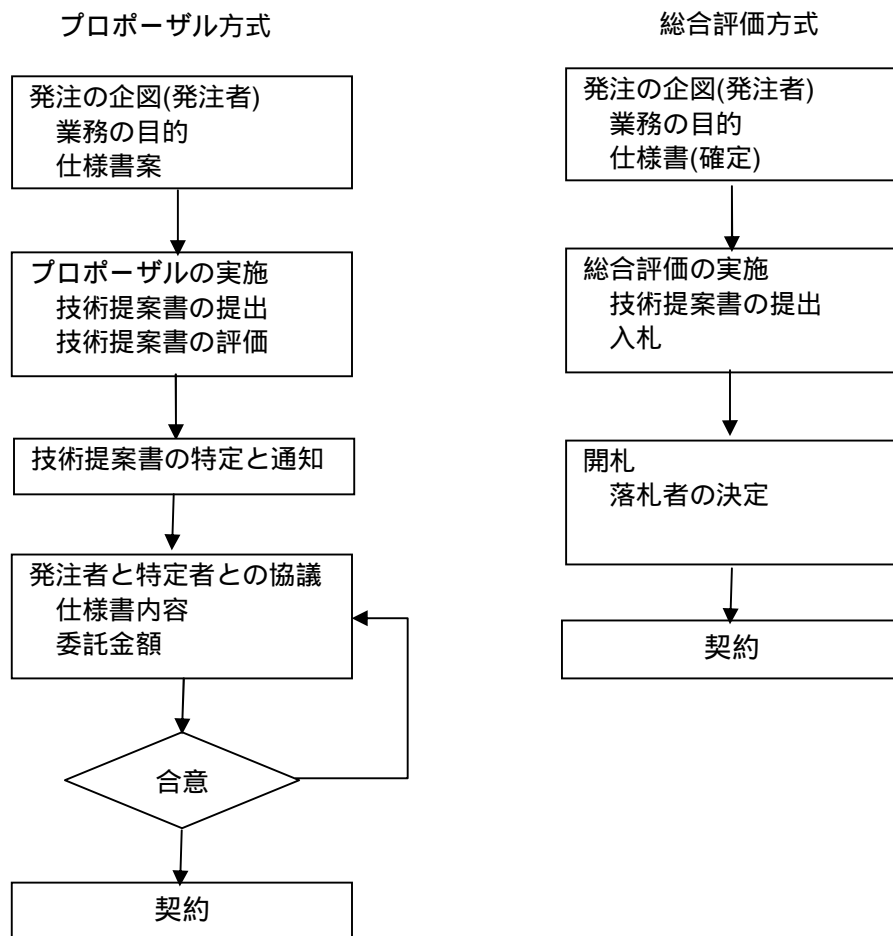 プロポーザル方式
発注の企図(発注者)
業務の目的
仕様書案
プロポーザルの実施
技術提案書の提出
技術提案書の評価
技術提案書の特定と通知
発注者と特定者との協議
仕様書内容
委託金額
合意
契約
総合評価方式
発注の企図(発注者)
業務の目的
仕様書(確定)
総合評価の実施
技術提案書の提出
入札
開札
落札者の決定
契約